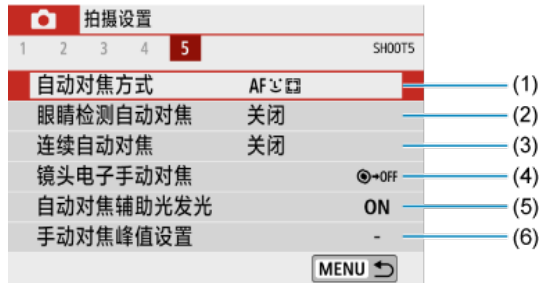 拍摄设置
1 2 3 4 5 SHOOT5
自动对焦方式 AF (1)
眼睛检测自动对焦 关闭 (2)
连续自动对焦 关闭 (3)
镜头电子手动对焦 OFF (4)
自动对焦辅助光发光 ON (5)
手动对焦峰值设置 - (6)
MENU